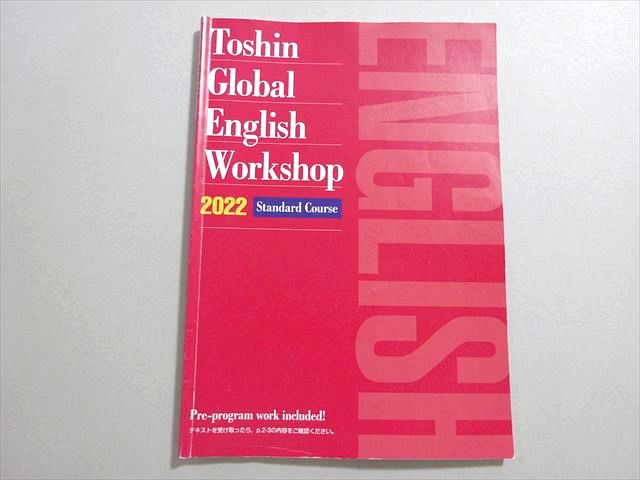 Toshin
Global
English
Workshop
2022 Standard Course
ENGLISH
Pre-program work included!
テキストを受け取ったら、p.2-3の内容をご確認ください。